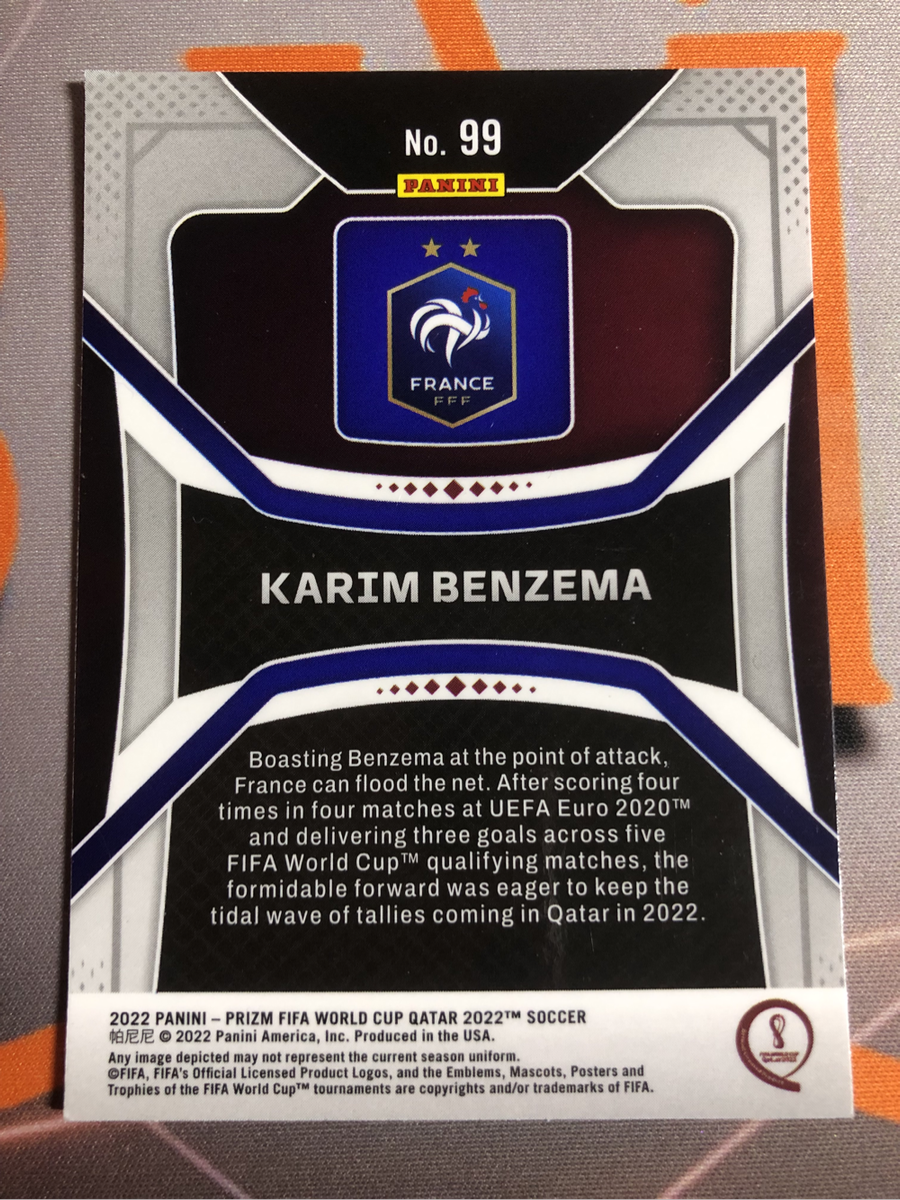 No. 99
PANINI
FRANCE
FFF
KARIM BENZEMA
Boasting Benzema at the point of attack,
France can flood the net. After scoring four
times in four matches at UEFA Euro 2020™
and delivering three goals across five
FIFA World Cup™ qualifying matches, the
formidable forward was eager to keep the
tidal wave of tallies coming in Qatar in 2022.
2022 PANINI – PRIZM FIFA WORLD CUP QATAR 2022™ SOCCER
帕尼尼 © 2022 Panini America, Inc. Produced in the USA.
Any image depicted may not represent the current season uniform.
©FIFA, FIFA's Official Licensed Product Logos, and the Emblems, Mascots, Posters and
Trophies of the FIFA World Cup™ tournaments are copyrights and/or trademarks of FIFA.